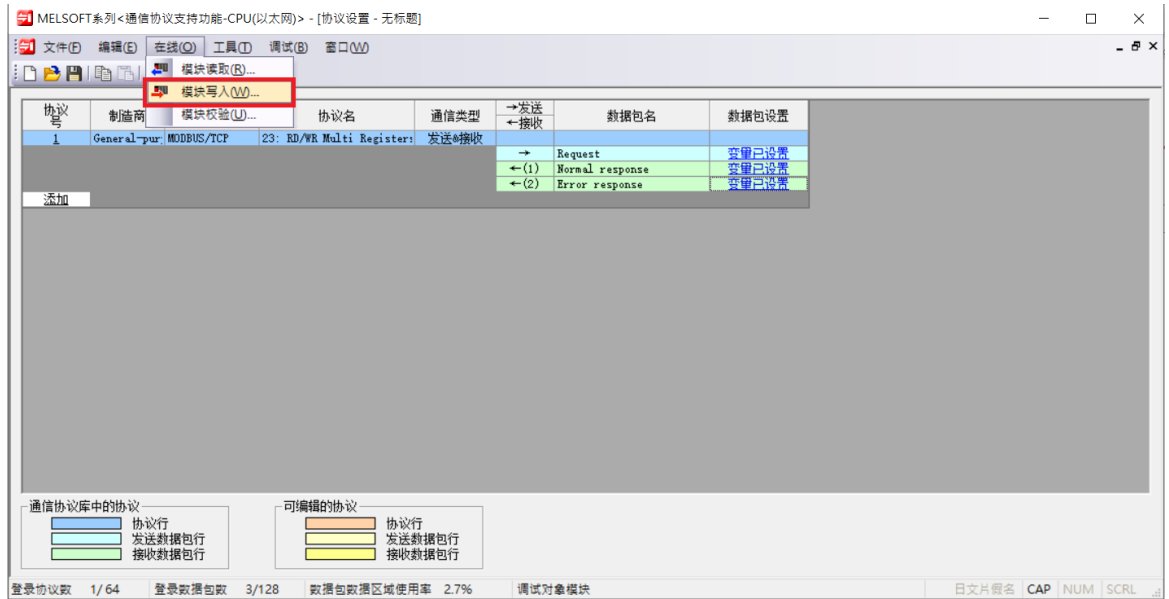 MELSOFT系列<通信协议支持功能-CPU(以太网)> - [协议设置 - 无标题]
文件(F) 编辑(E) 在线(O) 工具(T) 调试(B) 窗口(W)
模块读取(R)...
模块写入(W)...
模块校验(U)...
协议号 制造商 协议名 通信类型 →发送 ←接收 数据包名 数据包设置
1 General-pur MODBUS/TCP 23: RD/WR Multi Registers 发送&接收
→ Request 变量已设置
←(1) Normal response 变量已设置
←(2) Error response 变量已设置
添加
通信协议库中的协议 可编辑的协议
协议行 协议行
发送数据包行 发送数据包行
接收数据包行 接收数据包行
登录协议数 1/ 64 登录数据包数 3/128 数据包数据区域使用率 2.7% 调试对象模块 日文片假名 CAP NUM SCRL